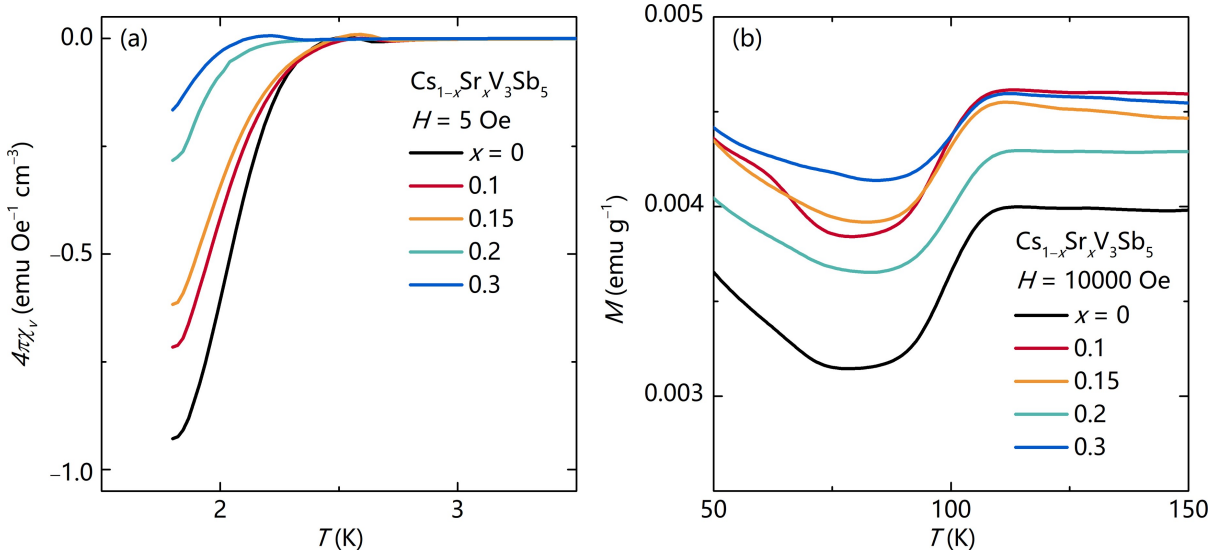 (a)
Cs₁₋ₓSrₓV₃Sb₅
H = 5 Oe
x = 0
0.1
0.15
0.2
0.3
0.0
−0.5
−1.0
4πχᵥ (emu Oe⁻¹ cm⁻³)
2
3
T (K)
(b)
Cs₁₋ₓSrₓV₃Sb₅
H = 10000 Oe
x = 0
0.1
0.15
0.2
0.3
0.005
0.004
0.003
M (emu g⁻¹)
50
100
150
T (K)